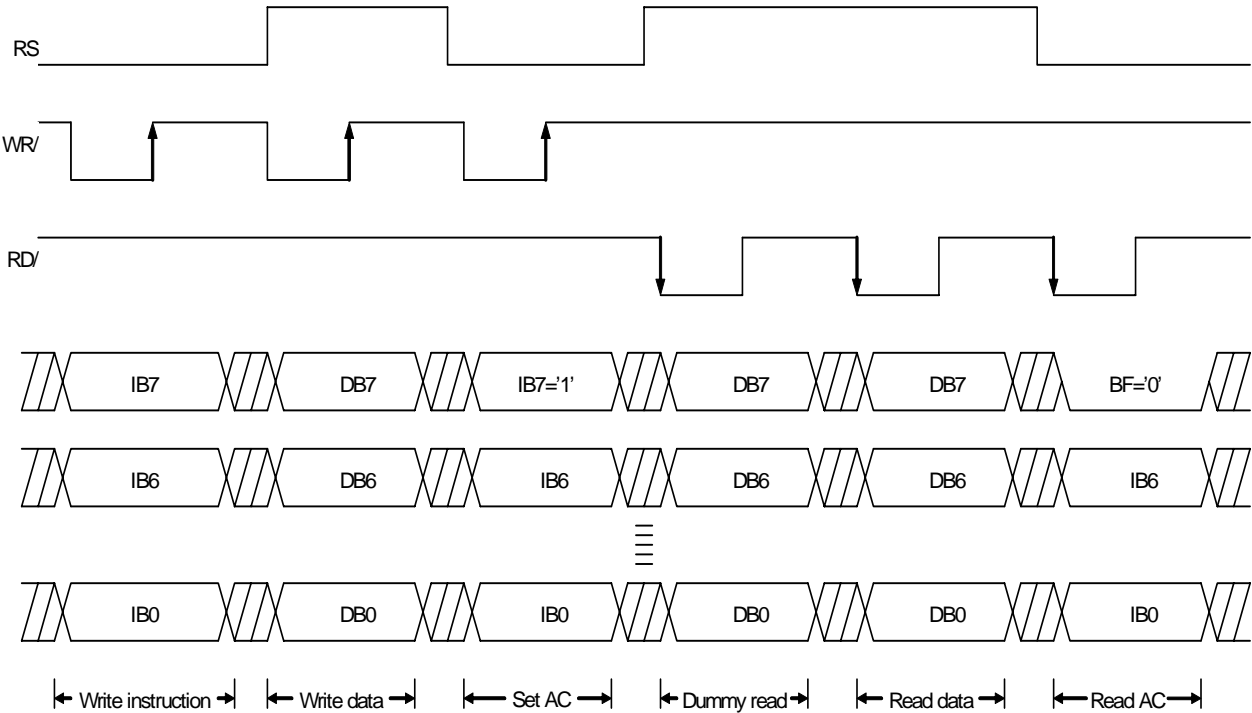 RS
WR/
RD/
IB7 DB7 IB7='1' DB7 DB7 BF='0'
IB6 DB6 IB6 DB6 DB6 IB6
IB0 DB0 IB0 DB0 DB0 IB0
Write instruction Write data Set AC Dummy read Read data Read AC